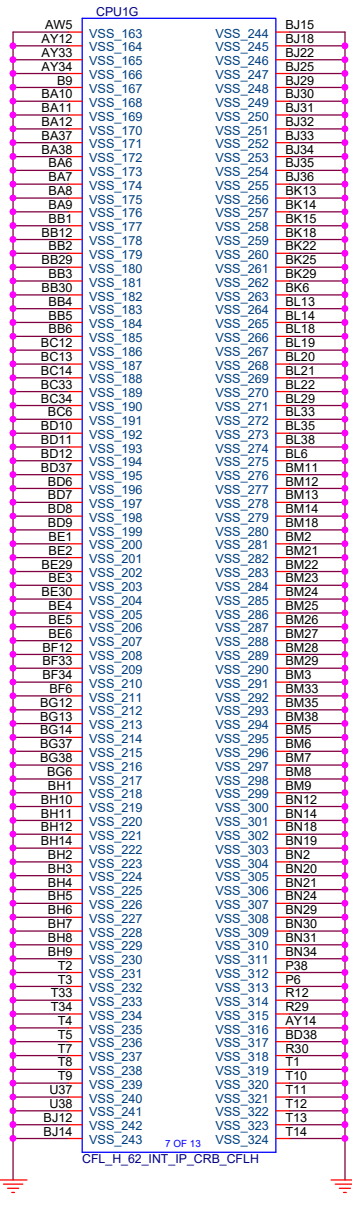 CPU1G
AW5 VSS_163 VSS_244 BJ15
AY12 VSS_164 VSS_245 BJ18
AY33 VSS_165 VSS_246 BJ22
AY34 VSS_166 VSS_247 BJ25
B9 VSS_167 VSS_248 BJ29
BA10 VSS_168 VSS_249 BJ30
BA11 VSS_169 VSS_250 BJ31
BA12 VSS_170 VSS_251 BJ32
BA37 VSS_171 VSS_252 BJ33
BA38 VSS_172 VSS_253 BJ34
BA6 VSS_173 VSS_254 BJ35
BA7 VSS_174 VSS_255 BJ36
BA8 VSS_175 VSS_256 BK13
BA9 VSS_176 VSS_257 BK14
BB1 VSS_177 VSS_258 BK15
BB12 VSS_178 VSS_259 BK18
BB2 VSS_179 VSS_260 BK22
BB29 VSS_180 VSS_261 BK25
BB3 VSS_181 VSS_262 BK29
BB30 VSS_182 VSS_263 BK6
BB4 VSS_183 VSS_264 BL13
BB5 VSS_184 VSS_265 BL14
BB6 VSS_185 VSS_266 BL18
BC12 VSS_186 VSS_267 BL19
BC13 VSS_187 VSS_268 BL20
BC14 VSS_188 VSS_269 BL21
BC33 VSS_189 VSS_270 BL22
BC34 VSS_190 VSS_271 BL29
BC6 VSS_191 VSS_272 BL33
BD10 VSS_192 VSS_273 BL35
BD11 VSS_193 VSS_274 BL38
BD12 VSS_194 VSS_275 BL6
BD37 VSS_195 VSS_276 BM11
BD6 VSS_196 VSS_277 BM12
BD7 VSS_197 VSS_278 BM13
BD8 VSS_198 VSS_279 BM14
BD9 VSS_199 VSS_280 BM18
BE1 VSS_200 VSS_281 BM2
BE2 VSS_201 VSS_282 BM21
BE29 VSS_202 VSS_283 BM22
BE3 VSS_203 VSS_284 BM23
BE30 VSS_204 VSS_285 BM24
BE4 VSS_205 VSS_286 BM25
BE5 VSS_206 VSS_287 BM26
BE6 VSS_207 VSS_288 BM27
BF12 VSS_208 VSS_289 BM28
BF33 VSS_209 VSS_290 BM29
BF34 VSS_210 VSS_291 BM3
BF6 VSS_211 VSS_292 BM33
BG12 VSS_212 VSS_293 BM35
BG13 VSS_213 VSS_294 BM38
BG14 VSS_214 VSS_295 BM5
BG37 VSS_215 VSS_296 BM6
BG38 VSS_216 VSS_297 BM7
BG6 VSS_217 VSS_298 BM8
BH1 VSS_218 VSS_299 BM9
BH10 VSS_219 VSS_300 BN12
BH11 VSS_220 VSS_301 BN14
BH12 VSS_221 VSS_302 BN18
BH14 VSS_222 VSS_303 BN19
BH2 VSS_223 VSS_304 BN2
BH3 VSS_224 VSS_305 BN20
BH4 VSS_225 VSS_306 BN21
BH5 VSS_226 VSS_307 BN24
BH6 VSS_227 VSS_308 BN29
BH7 VSS_228 VSS_309 BN30
BH8 VSS_229 VSS_310 BN31
BH9 VSS_230 VSS_311 BN34
T2 VSS_231 VSS_312 P38
T3 VSS_232 VSS_313 P6
T33 VSS_233 VSS_314 R12
T34 VSS_234 VSS_315 R29
T4 VSS_235 VSS_316 AY14
T5 VSS_236 VSS_317 BD38
T7 VSS_237 VSS_318 R30
T8 VSS_238 VSS_319 T1
T9 VSS_239 VSS_320 T10
U37 VSS_240 VSS_321 T11
U38 VSS_241 VSS_322 T12
BJ12 VSS_242 VSS_323 T13
BJ14 VSS_243 VSS_324 T14
7 OF 13
CFL_H_62_INT_IP_CRB_CFLH